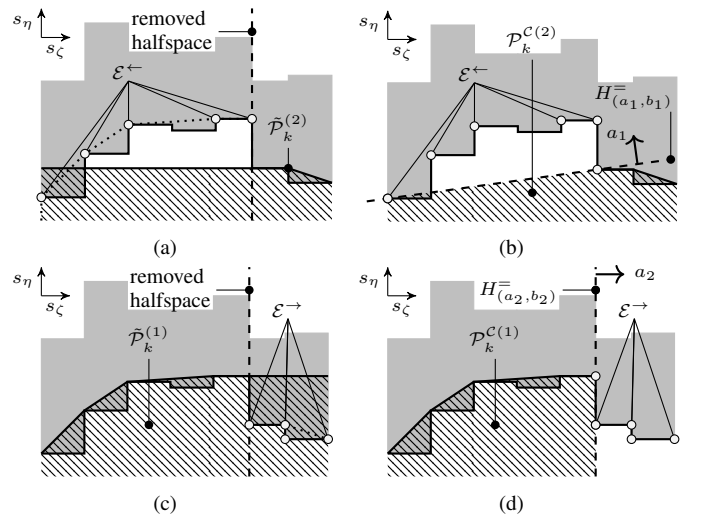 s_η
s_ζ
removed
halfspace
ℰ^←
𝒫̃_k^(2)
(a)
s_η
s_ζ
𝒫_k^{𝒞(2)}
ℰ^←
H^=_{(a_1,b_1)}
a_1
(b)
s_η
s_ζ
removed
halfspace
ℰ^→
𝒫̃_k^(1)
(c)
s_η
s_ζ
H^=_{(a_2,b_2)}
a_2
ℰ^→
𝒫_k^{𝒞(1)}
(d)